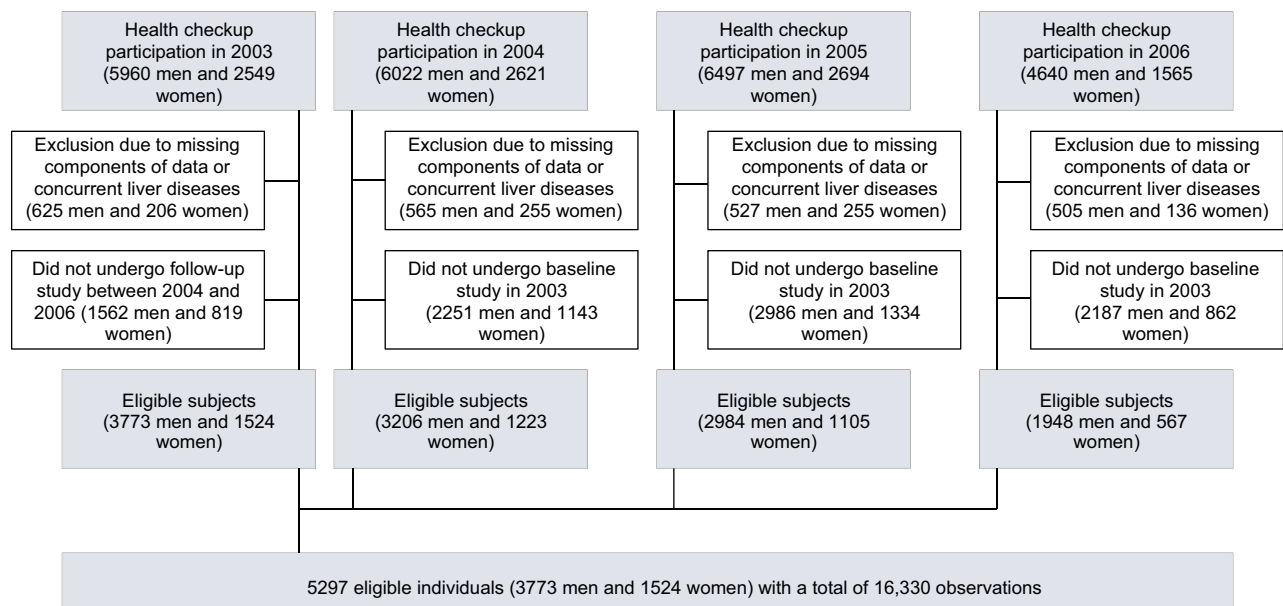 Health checkup
participation in 2003
(5960 men and 2549
women)
Health checkup
participation in 2004
(6022 men and 2621
women)
Health checkup
participation in 2005
(6497 men and 2694
women)
Health checkup
participation in 2006
(4640 men and 1565
women)
Exclusion due to missing
components of data or
concurrent liver diseases
(625 men and 206 women)
Exclusion due to missing
components of data or
concurrent liver diseases
(565 men and 255 women)
Exclusion due to missing
components of data or
concurrent liver diseases
(527 men and 255 women)
Exclusion due to missing
components of data or
concurrent liver diseases
(505 men and 136 women)
Did not undergo follow-up
study between 2004 and
2006 (1562 men and 819
women)
Did not undergo baseline
study in 2003
(2251 men and 1143
women)
Did not undergo baseline
study in 2003
(2986 men and 1334
women)
Did not undergo baseline
study in 2003
(2187 men and 862
women)
Eligible subjects
(3773 men and 1524
women)
Eligible subjects
(3206 men and 1223
women)
Eligible subjects
(2984 men and 1105
women)
Eligible subjects
(1948 men and 567
women)
5297 eligible individuals (3773 men and 1524 women) with a total of 16,330 observations